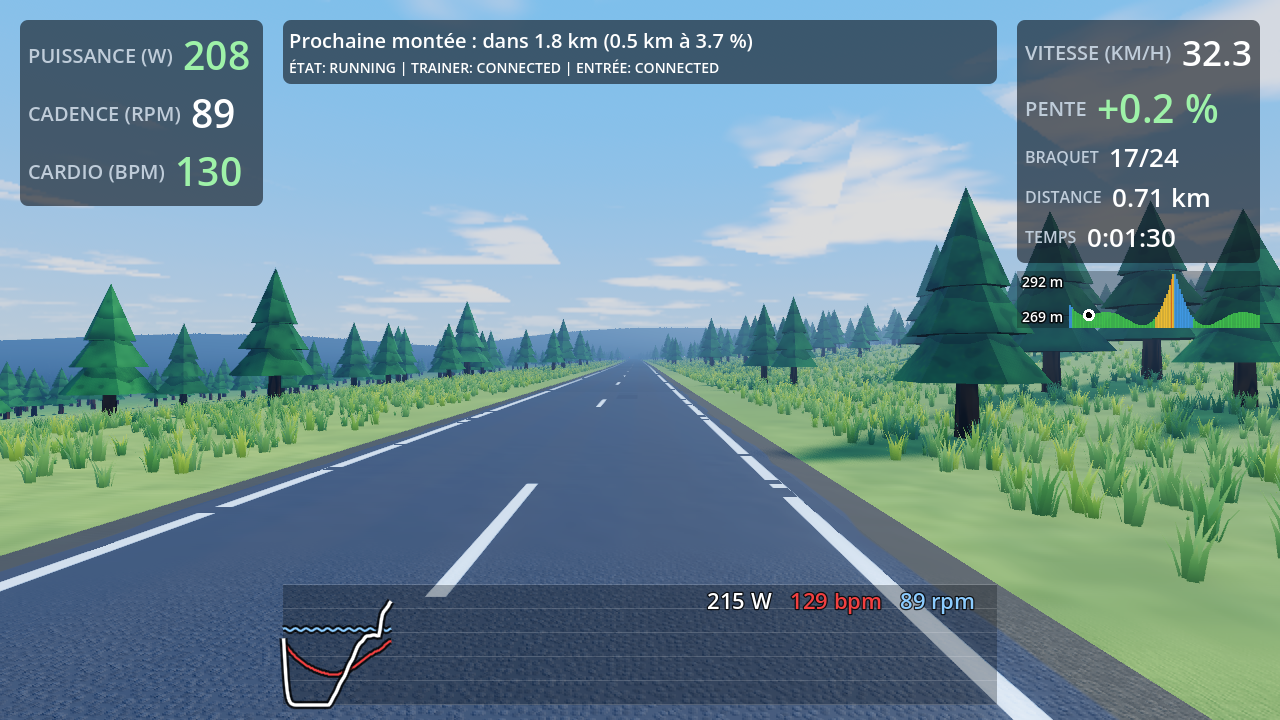 PUISSANCE (W) 208
CADENCE (RPM) 89
CARDIO (BPM) 130
Prochaine montée : dans 1.8 km (0.5 km à 3.7 %)
ÉTAT: RUNNING | TRAINER: CONNECTED | ENTRÉE: CONNECTED
VITESSE (KM/H) 32.3
PENTE +0.2 %
BRAQUET 17/24
DISTANCE 0.71 km
TEMPS 0:01:30
292 m
269 m
215 W 129 bpm 89 rpm